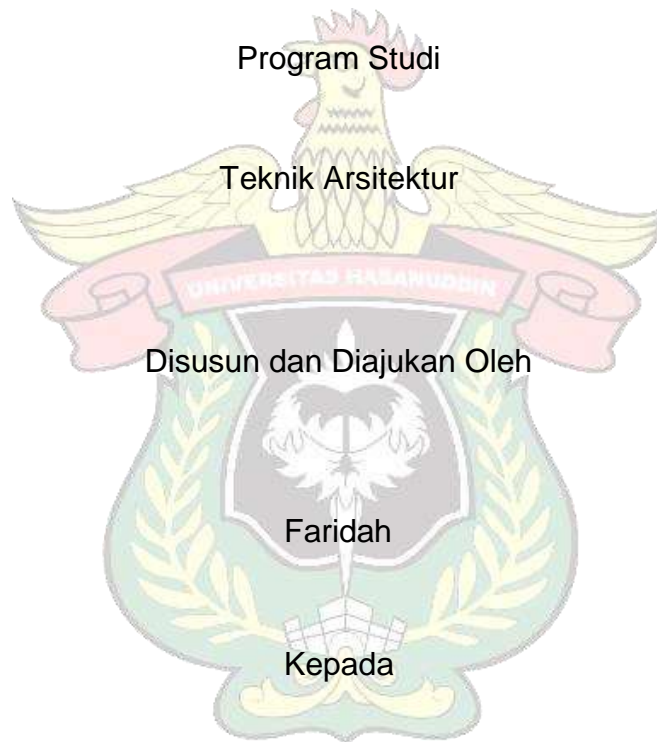 Program Studi
Teknik Arsitektur
UNIVERSITAS HASANUDDIN
Disusun dan Diajukan Oleh
Faridah
Kepada